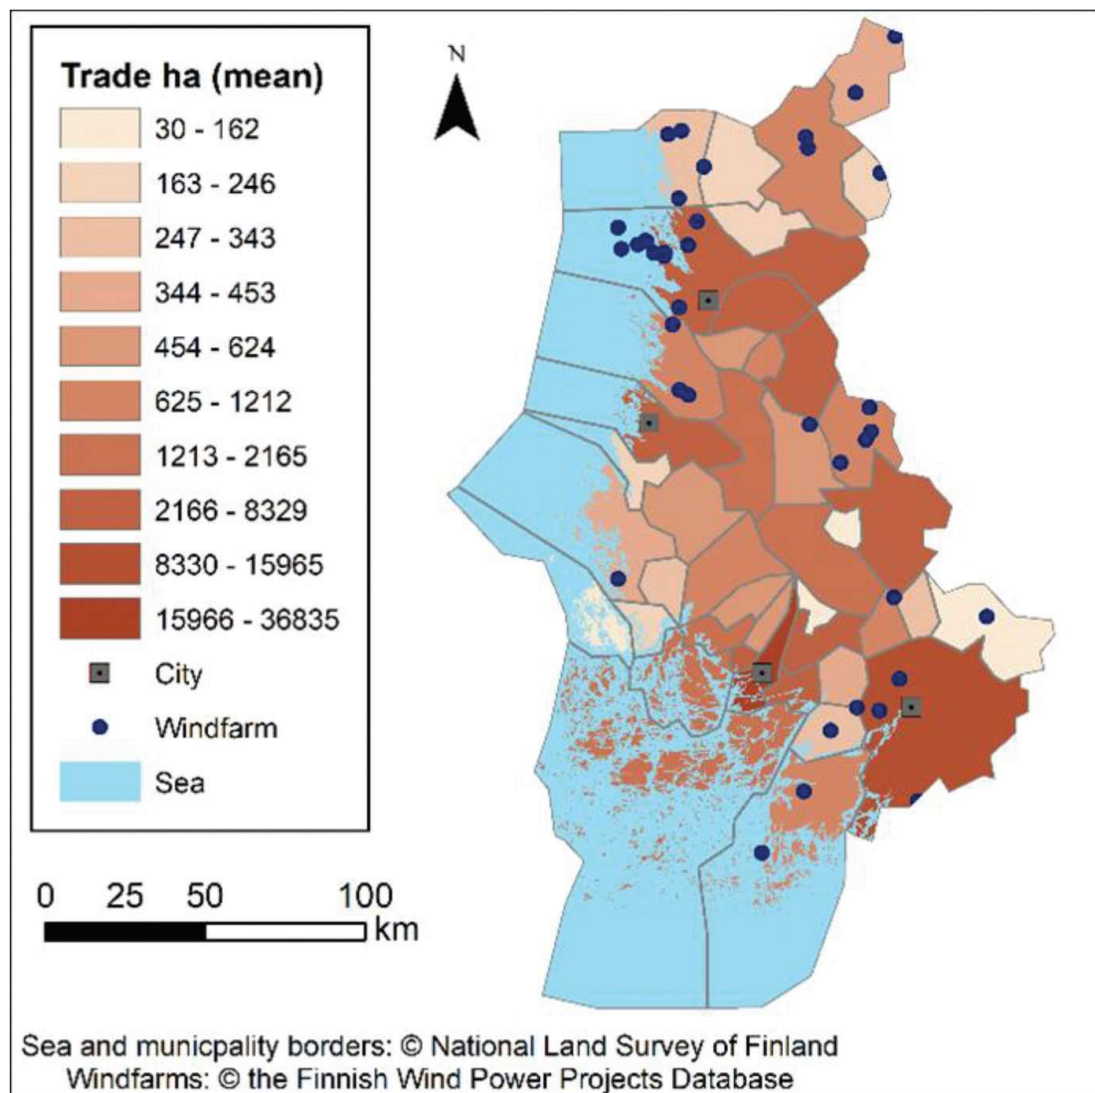 Trade ha (mean)
30 - 162
163 - 246
247 - 343
344 - 453
454 - 624
625 - 1212
1213 - 2165
2166 - 8329
8330 - 15965
15966 - 36835
City
Windfarm
Sea
N
0 25 50 100
km
Sea and municpality borders: © National Land Survey of Finland
Windfarms: © the Finnish Wind Power Projects Database